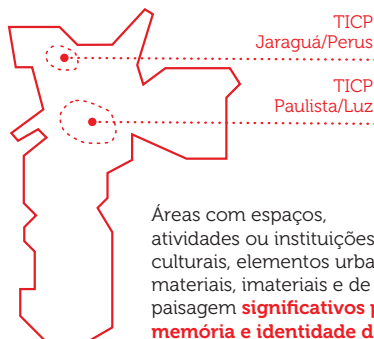 TICP
Jaraguá/Perus
TICP
Paulista/Luz
Áreas com espaços,
atividades ou instituições
culturais, elementos urba
materiais, imateriais e de
paisagem significativos p
memória e identidade d